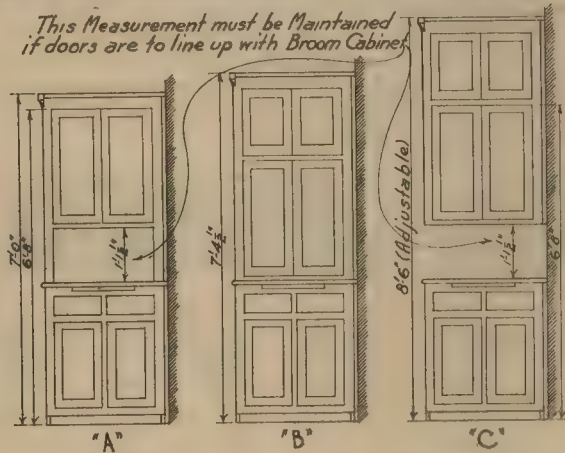 This Measurement must be Maintained
if doors are to line up with Broom Cabinet
7'-0"
6'-8"
1'-1½"
7'-4½"
8'-6" (Adjustable)
1'-1½"
6'-8"
"A"
"B"
"C"